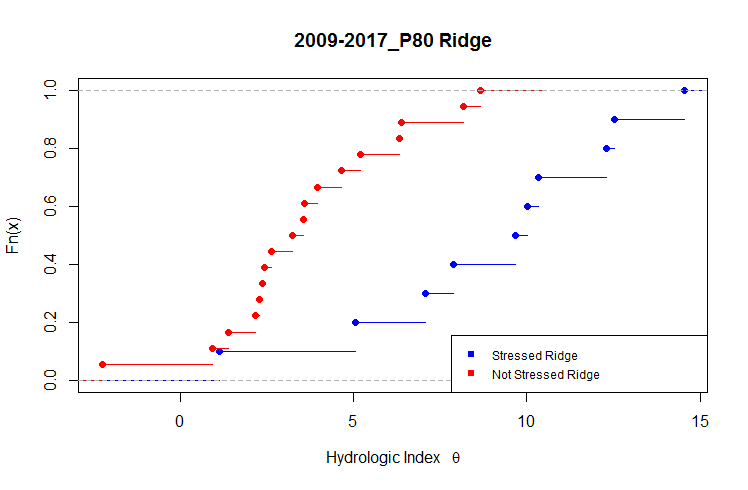 2009-2017_P80 Ridge
Fn(x)
0.0 0.2 0.4 0.6 0.8 1.0
Stressed Ridge
Not Stressed Ridge
0 5 10 15
Hydrologic Index θ